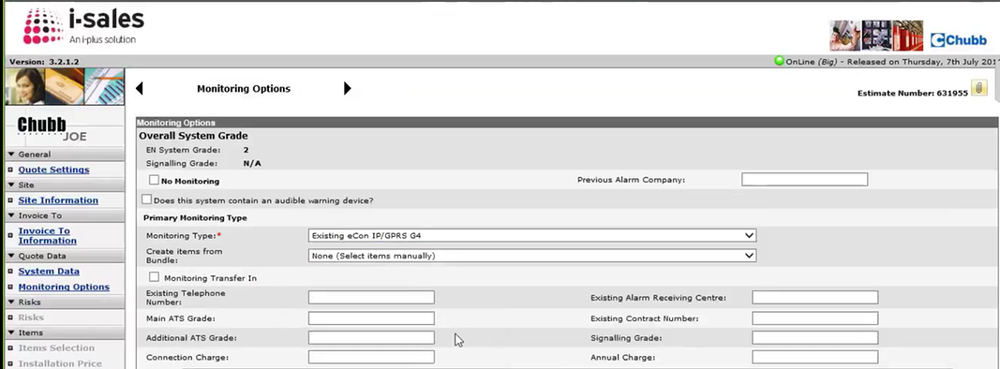 i-sales
An i-plus solution
Chubb
Version: 3.2.1.2
OnLine (Big) - Released on Thursday, 7th July 201
Monitoring Options
Estimate Number: 631955
Chubb
JOE
General
Quote Settings
Site
Site Information
Invoice To
Invoice To
Information
Quote Data
System Data
Monitoring Options
Risks
Risks
Items
Items Selection
Installation Price
Monitoring Options
Overall System Grade
EN System Grade: 2
Signalling Grade: N/A
No Monitoring Previous Alarm Company:
Does this system contain an audible warning device?
Primary Monitoring Type
Monitoring Type:* Existing eCon IP/GPRS G4
Create items from
Bundle: None (Select items manually)
Monitoring Transfer In
Existing Telephone
Number: Existing Alarm Receiving Centre:
Main ATS Grade: Existing Contract Number:
Additional ATS Grade: Signalling Grade:
Connection Charge: Annual Charge: